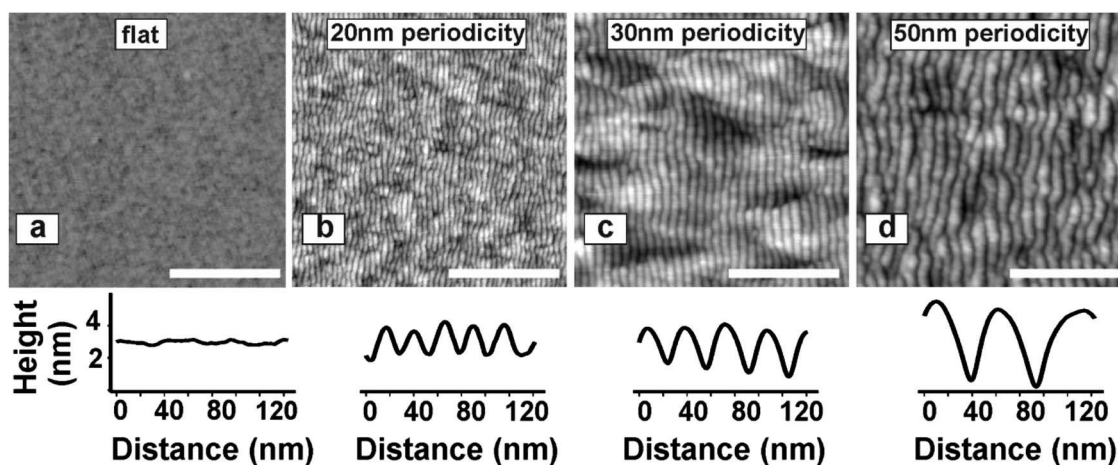 flat
20nm periodicity
30nm periodicity
50nm periodicity
a
b
c
d
Height
(nm)
4
2
0 40 80 120
0 40 80 120
0 40 80 120
0 40 80 120
Distance (nm)
Distance (nm)
Distance (nm)
Distance (nm)